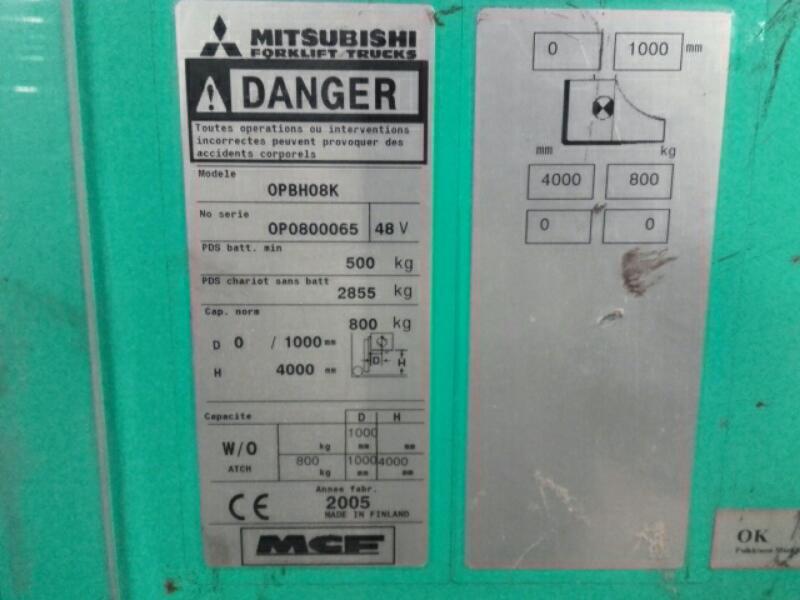 MITSUBISHI
FORKLIFT TRUCKS
DANGER
Toutes operations ou interventions
incorrectes peuvent provoquer des
accidents corporels
Modele
OPBH08K
No serie
OP0800065 48 V
PDS batt. min
500 kg
PDS chariot sans batt
2855 kg
Cap. norm
800 kg
D 0 / 1000 mm
H 4000 mm
D H
Capacite D H
W/O
ATCH
1000
kg mm mm
800 1000 4000
kg mm mm
CE
Annee fabr.
2005
MADE IN FINLAND
MCF
0 1000 mm
mm kg
4000 800
0 0
OK